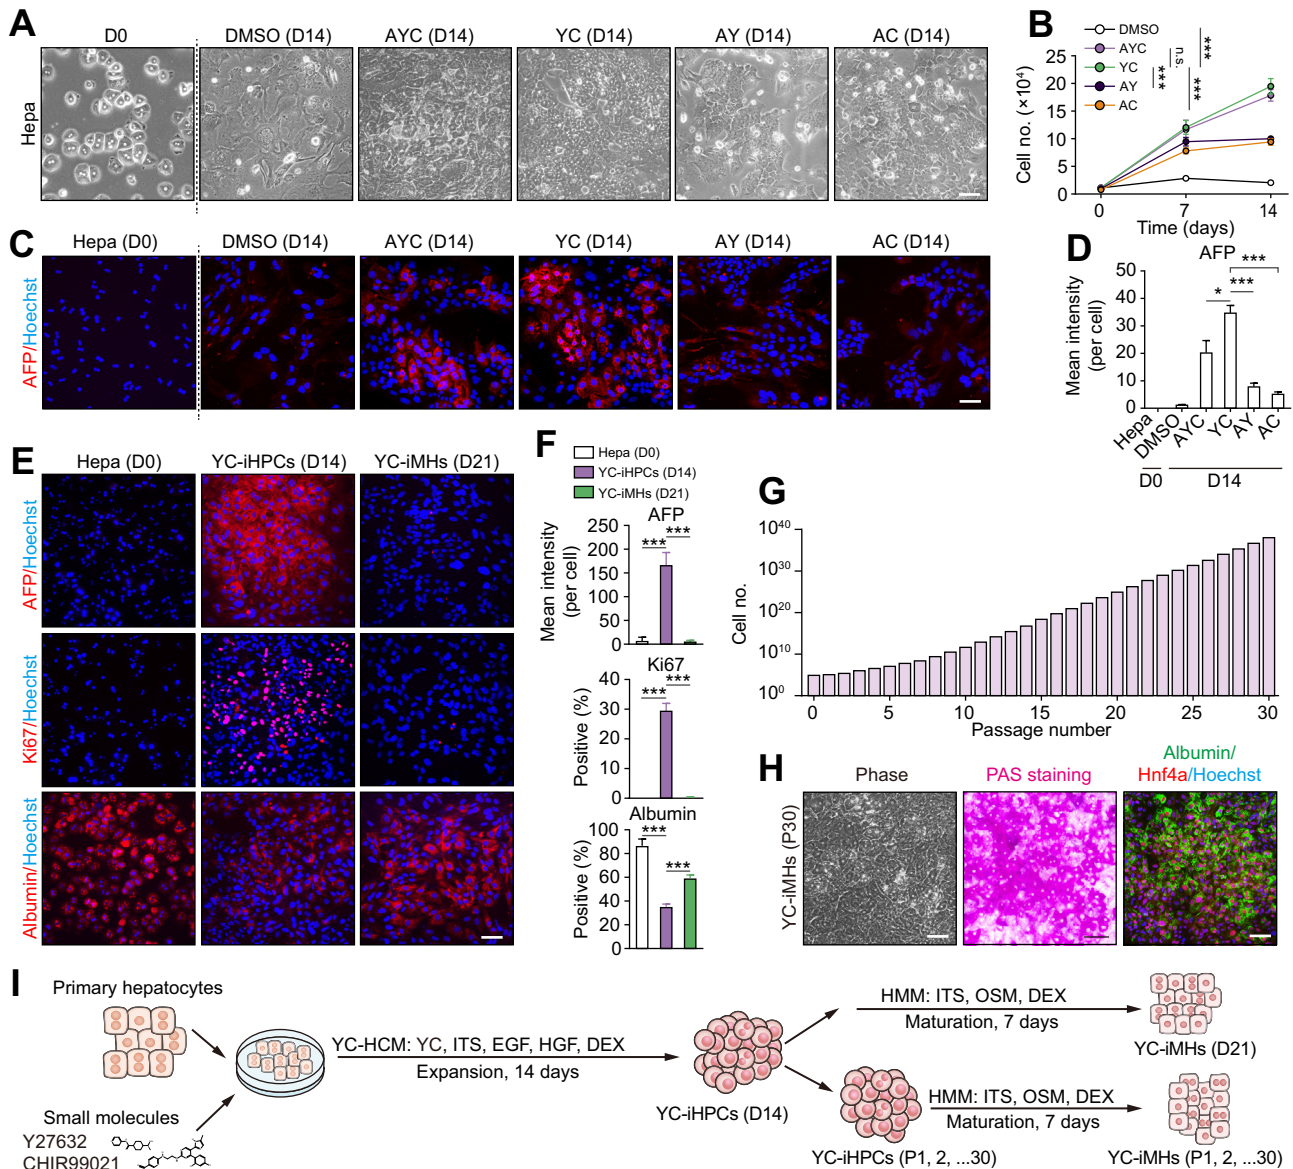 A
D0
DMSO (D14)
AYC (D14)
YC (D14)
AY (D14)
AC (D14)
Hepa
B
DMSO
AYC
YC
AY
AC
n.s.
***
***
***
Cell no. (×10⁴)
25
20
15
10
5
0
0
7
14
Time (days)
C
Hepa (D0)
DMSO (D14)
AYC (D14)
YC (D14)
AY (D14)
AC (D14)
AFP/Hoechst
D
AFP
***
***
*
Mean intensity
(per cell)
50
40
30
20
10
0
Hepa
DMSO
AYC
YC
AY
AC
D0
D14
E
Hepa (D0)
YC-iHPCs (D14)
YC-iMHs (D21)
AFP/Hoechst
Ki67/Hoechst
Albumin/Hoechst
F
Hepa (D0)
YC-iHPCs (D14)
YC-iMHs (D21)
AFP
Mean intensity
(per cell)
250
200
150
100
50
0
***
***
Ki67
Positive (%)
40
30
20
10
0
***
***
Albumin
Positive (%)
100
80
60
40
20
0
***
***
G
Cell no.
10⁴⁰
10³⁰
10²⁰
10¹⁰
10⁰
0
5
10
15
20
25
30
Passage number
H
Phase
PAS staining
Albumin/
Hnf4a/Hoechst
YC-iMHs (P30)
I
Primary hepatocytes
Small molecules
Y27632
CHIR99021
YC-HCM: YC, ITS, EGF, HGF, DEX
Expansion, 14 days
YC-iHPCs (D14)
HMM: ITS, OSM, DEX
Maturation, 7 days
YC-iMHs (D21)
YC-iHPCs (P1, 2, ...30)
HMM: ITS, OSM, DEX
Maturation, 7 days
YC-iMHs (P1, 2, ...30)